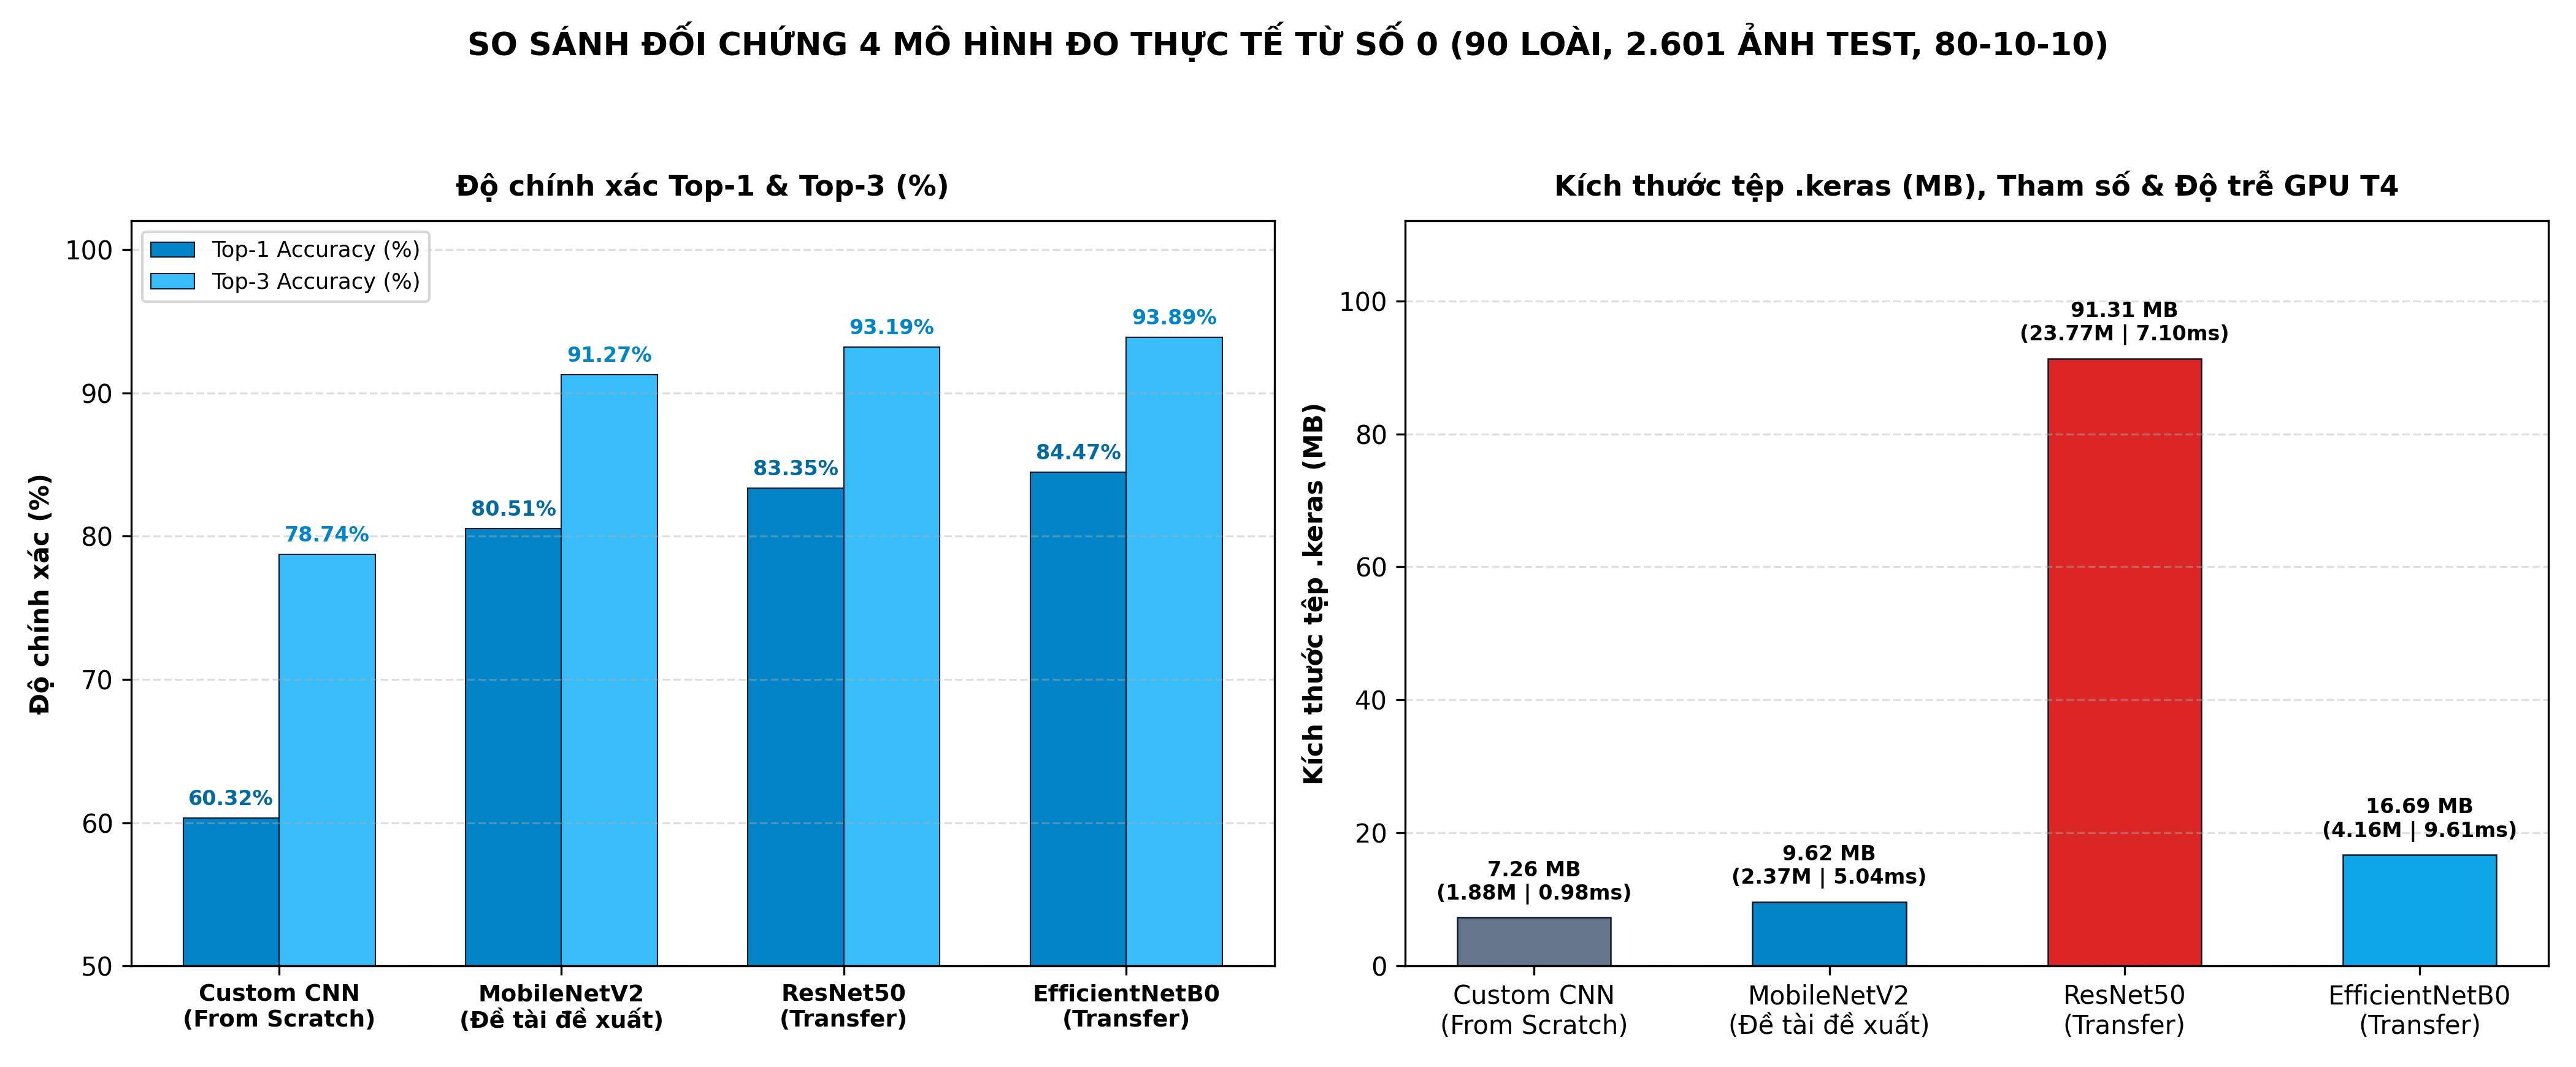 SO SÁNH ĐỐI CHỨNG 4 MÔ HÌNH ĐO THỰC TẾ TỪ SỐ 0 (90 LOÀI, 2.601 ẢNH TEST, 80-10-10)
Độ chính xác Top-1 & Top-3 (%)
Top-1 Accuracy (%)
Top-3 Accuracy (%)
Độ chính xác (%)
100
90
80
70
60
50
60.32%
78.74%
80.51%
91.27%
83.35%
93.19%
84.47%
93.89%
Custom CNN
(From Scratch)
MobileNetV2
(Đề tài đề xuất)
ResNet50
(Transfer)
EfficientNetB0
(Transfer)
Kích thước tệp .keras (MB), Tham số & Độ trễ GPU T4
Kích thước tệp .keras (MB)
100
80
60
40
20
0
7.26 MB
(1.88M | 0.98ms)
9.62 MB
(2.37M | 5.04ms)
91.31 MB
(23.77M | 7.10ms)
16.69 MB
(4.16M | 9.61ms)
Custom CNN
(From Scratch)
MobileNetV2
(Đề tài đề xuất)
ResNet50
(Transfer)
EfficientNetB0
(Transfer)